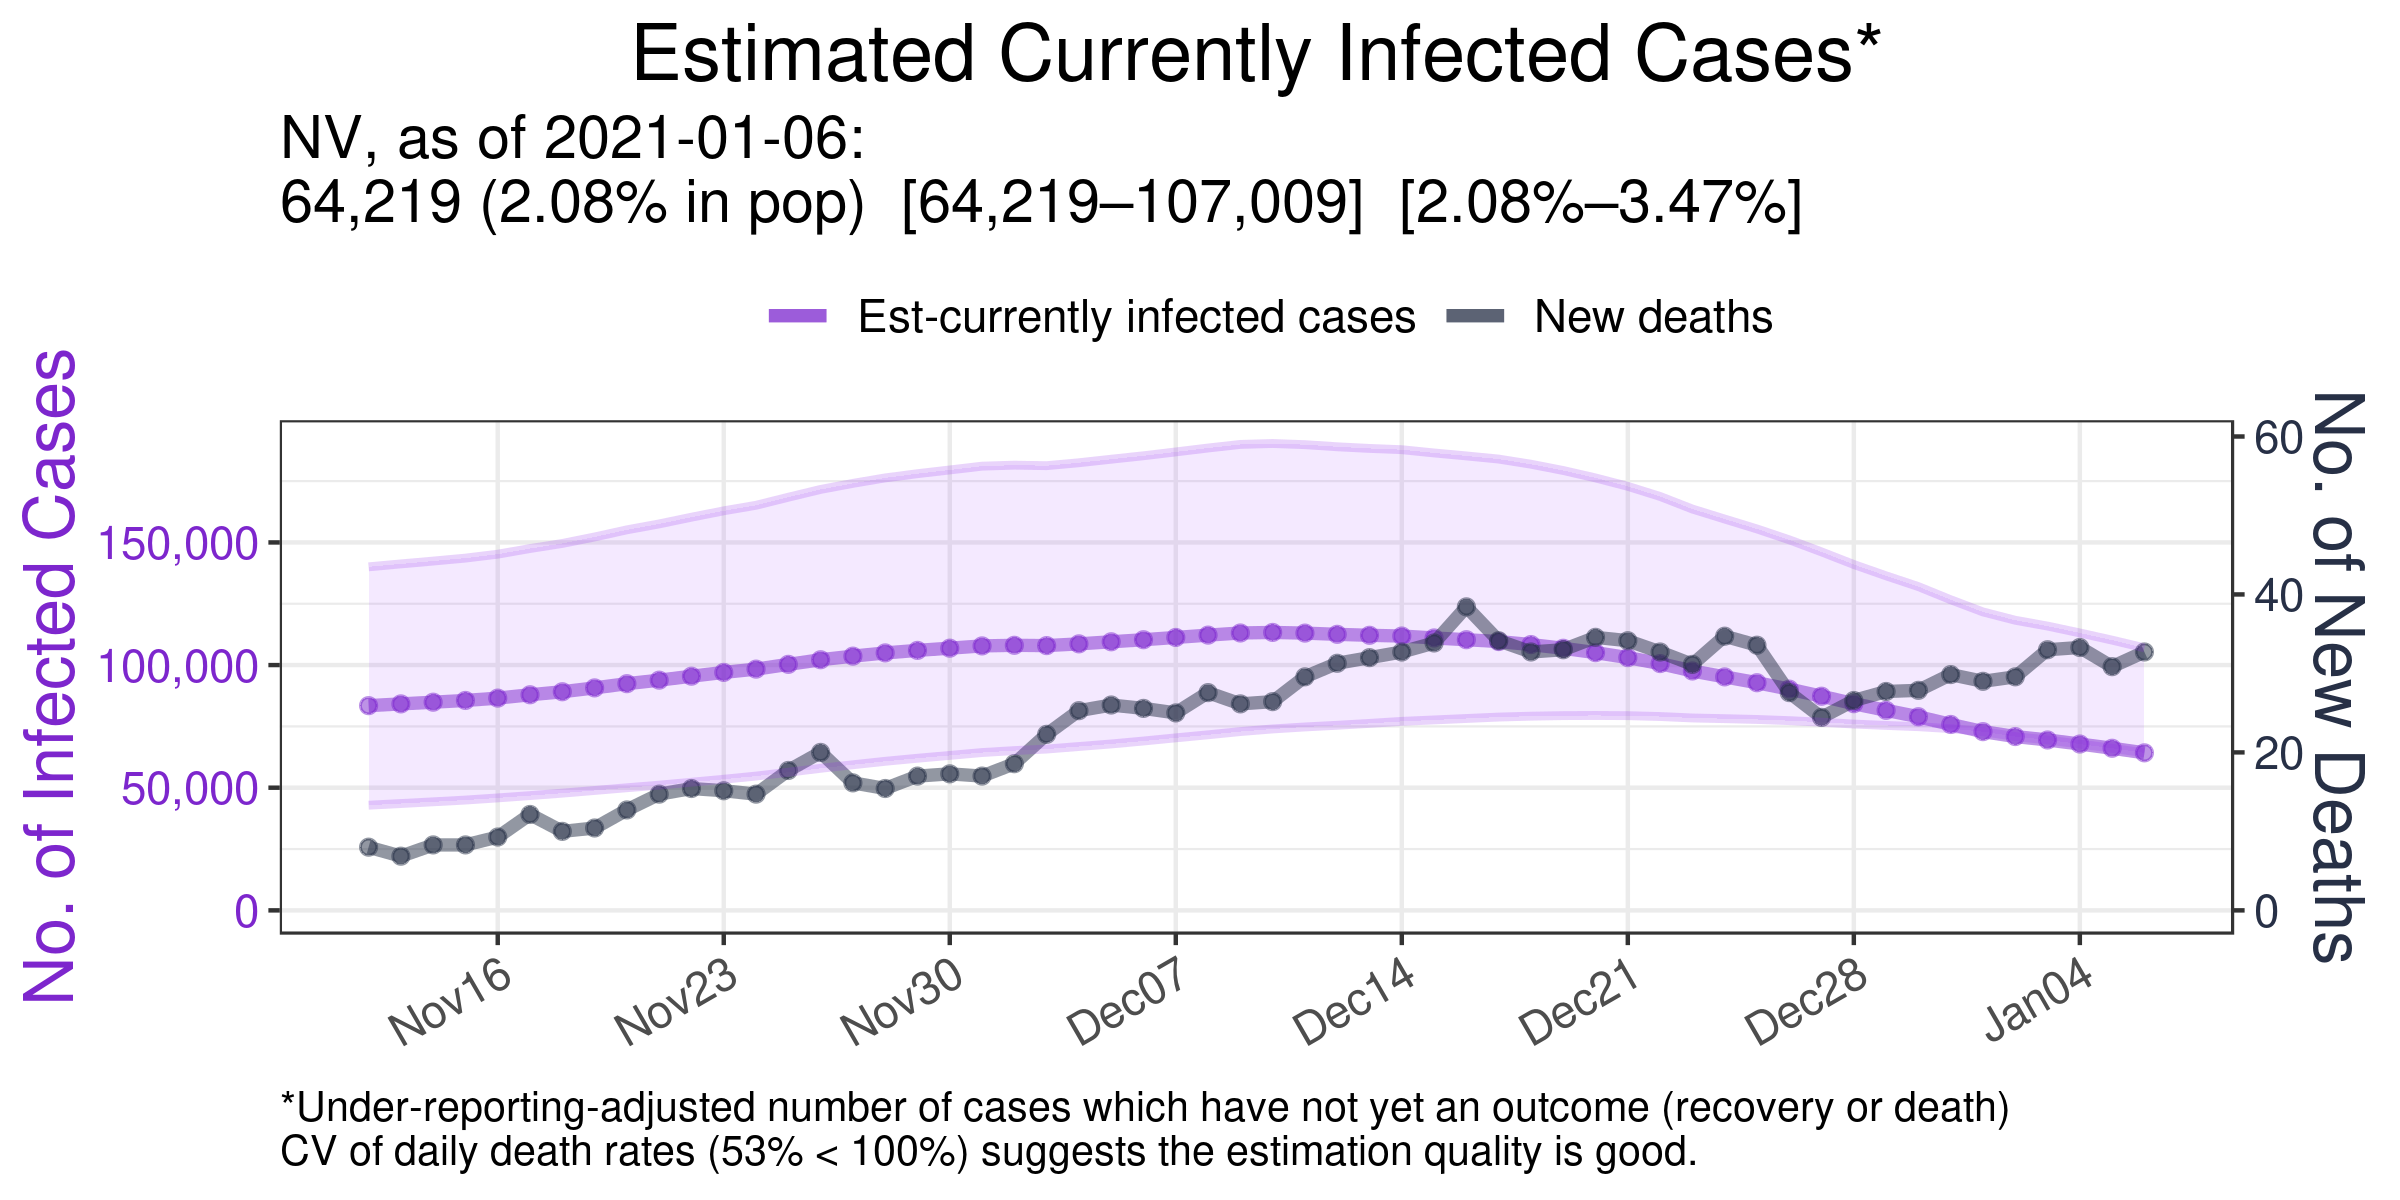 Estimated Currently Infected Cases*
NV, as of 2021-01-06:
64,219 (2.08% in pop)  [64,219–107,009]  [2.08%–3.47%]
Est-currently infected cases
New deaths
No. of Infected Cases
150,000
100,000
50,000
0
60
40
20
0
No. of New Deaths
Nov16
Nov23
Nov30
Dec07
Dec14
Dec21
Dec28
Jan04
*Under-reporting-adjusted number of cases which have not yet an outcome (recovery or death)
CV of daily death rates (53% < 100%) suggests the estimation quality is good.